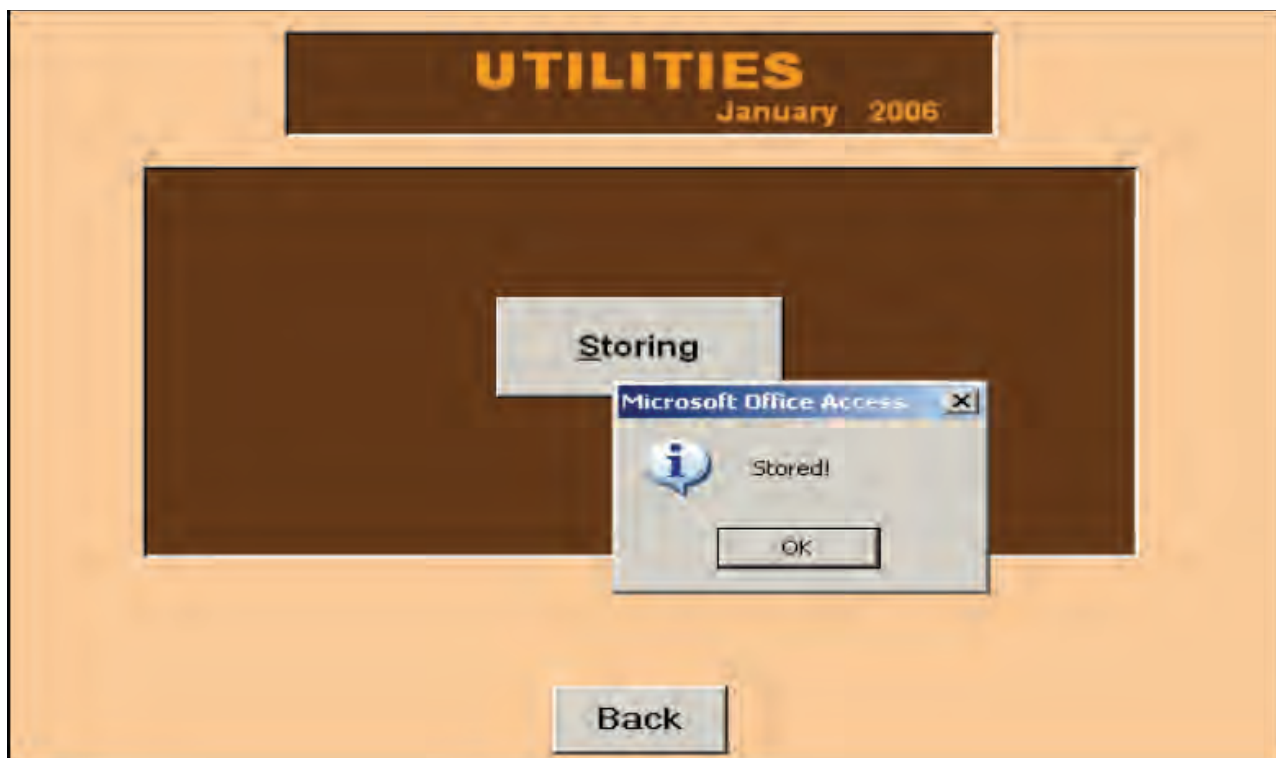 UTILITIES
January 2006
Storing
Microsoft Office Access
Stored!
OK
Back